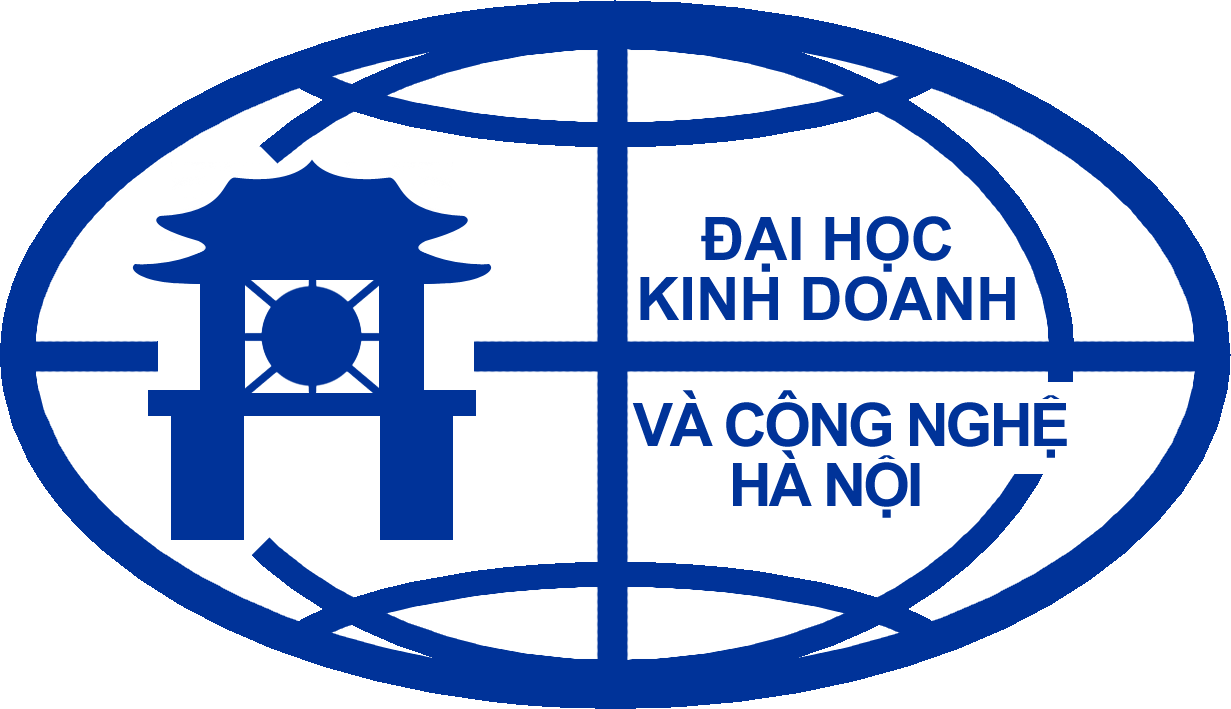 ĐẠI HỌC
KINH DOANH
VÀ CÔNG NGHỆ
HÀ NỘI